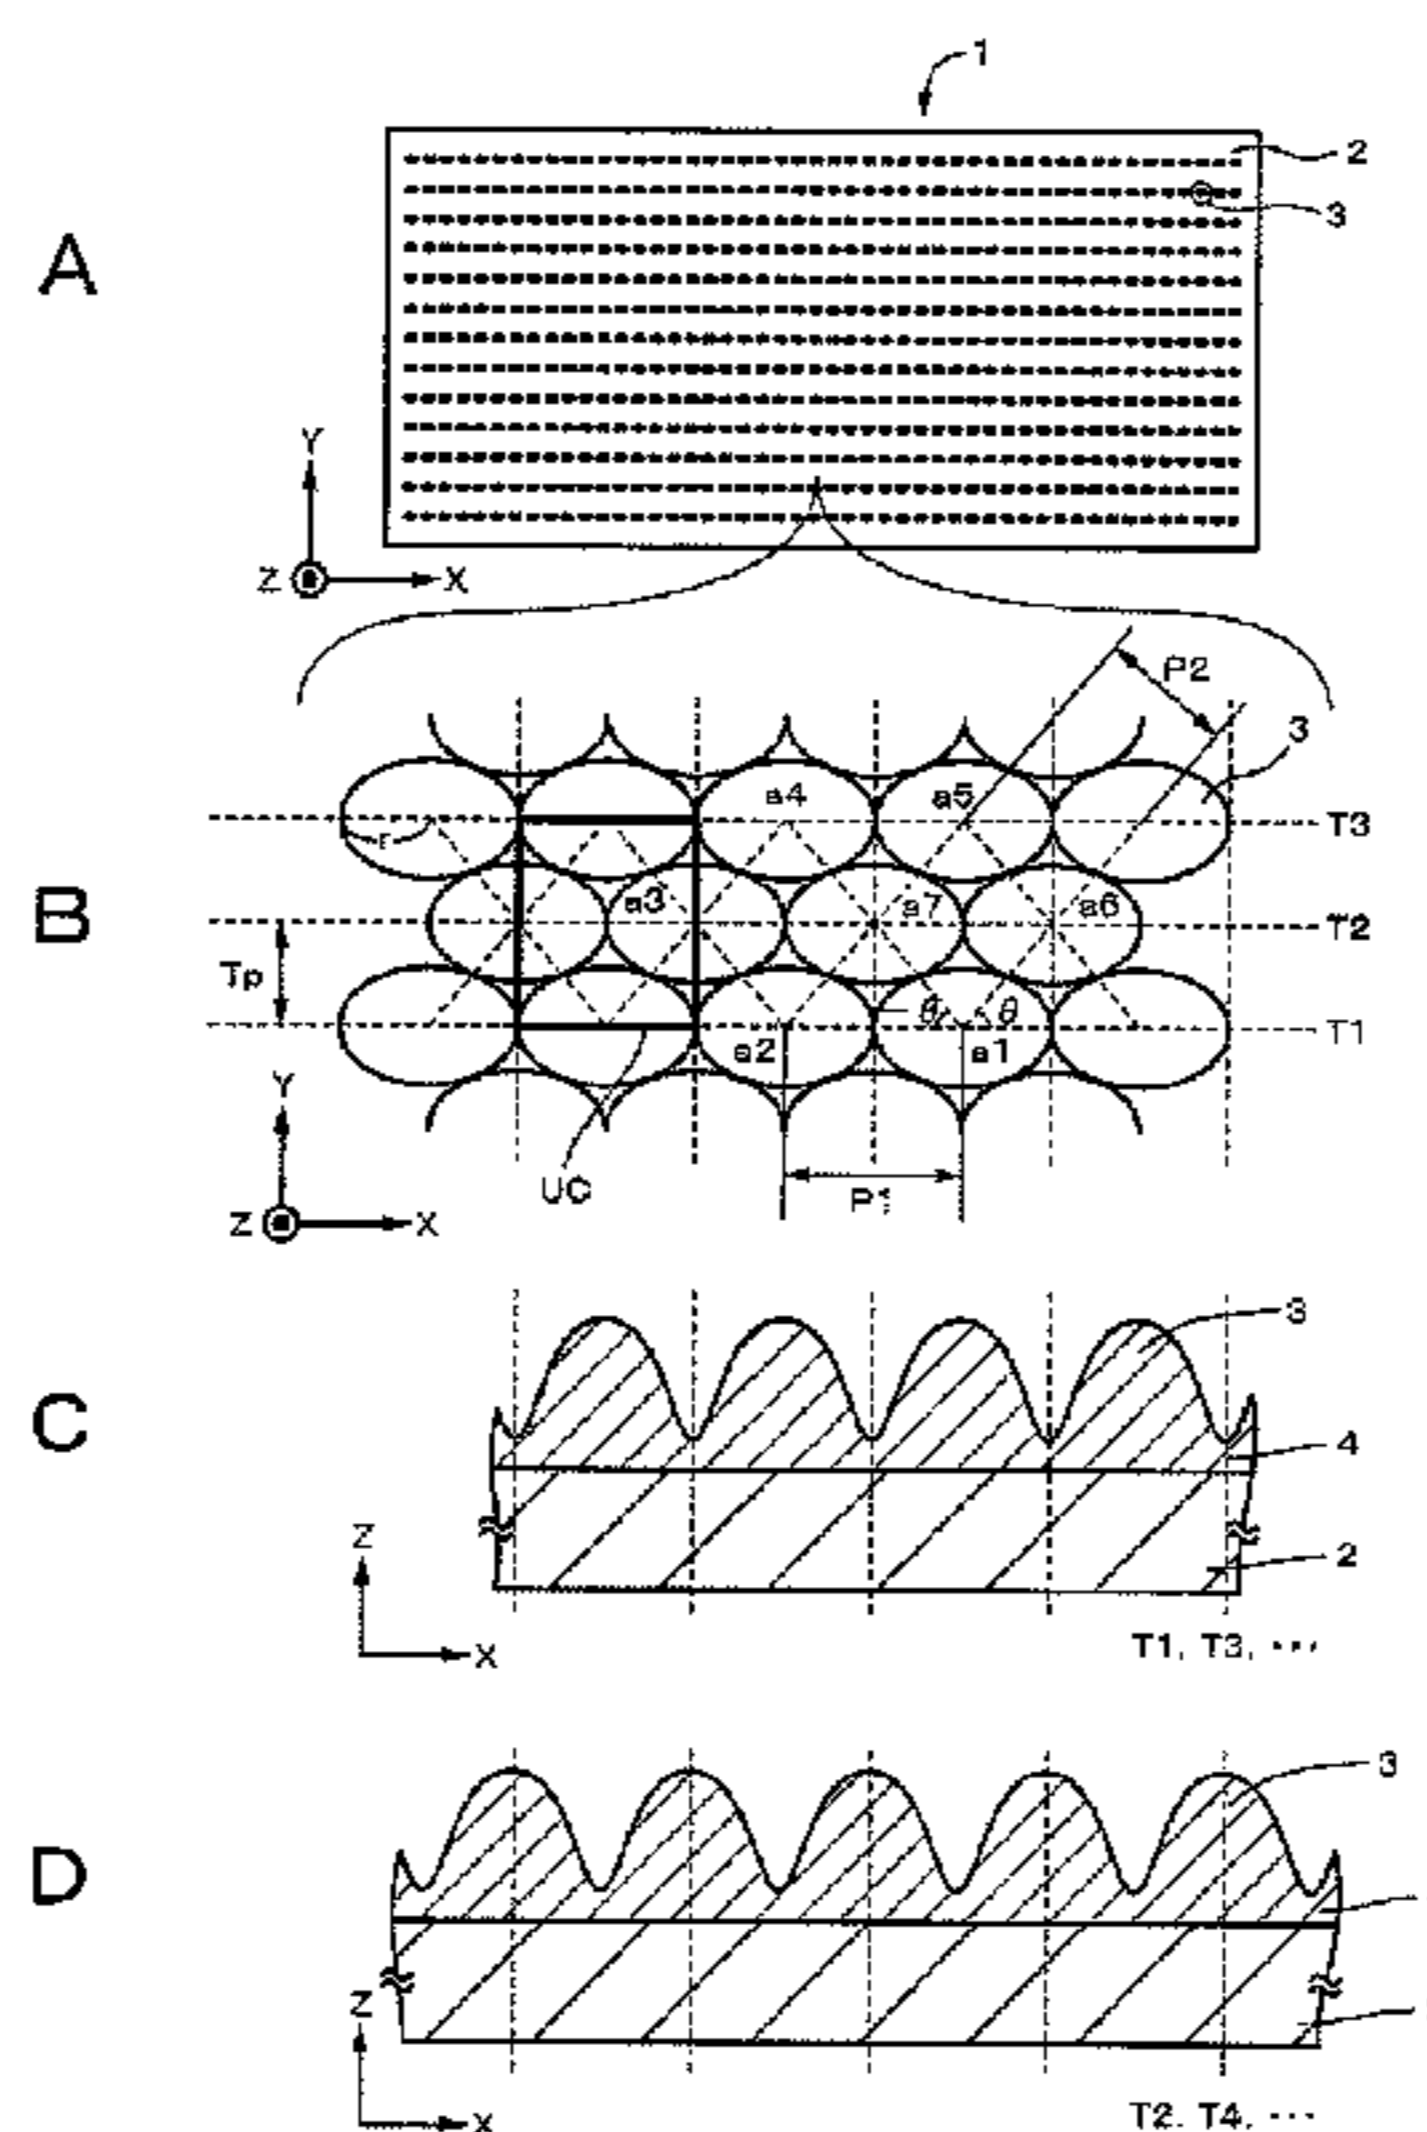 1
2
3
A
Y
Z X
P2
3
a4 a5
r
T3
B
a3 a7 a6
T2
Tp
θ θ
T1
a2 a1
Y
UC
P1
Z X
3
C
4
Z
2
X
T1, T3, ···
3
D
Z
X
T2, T4, ···